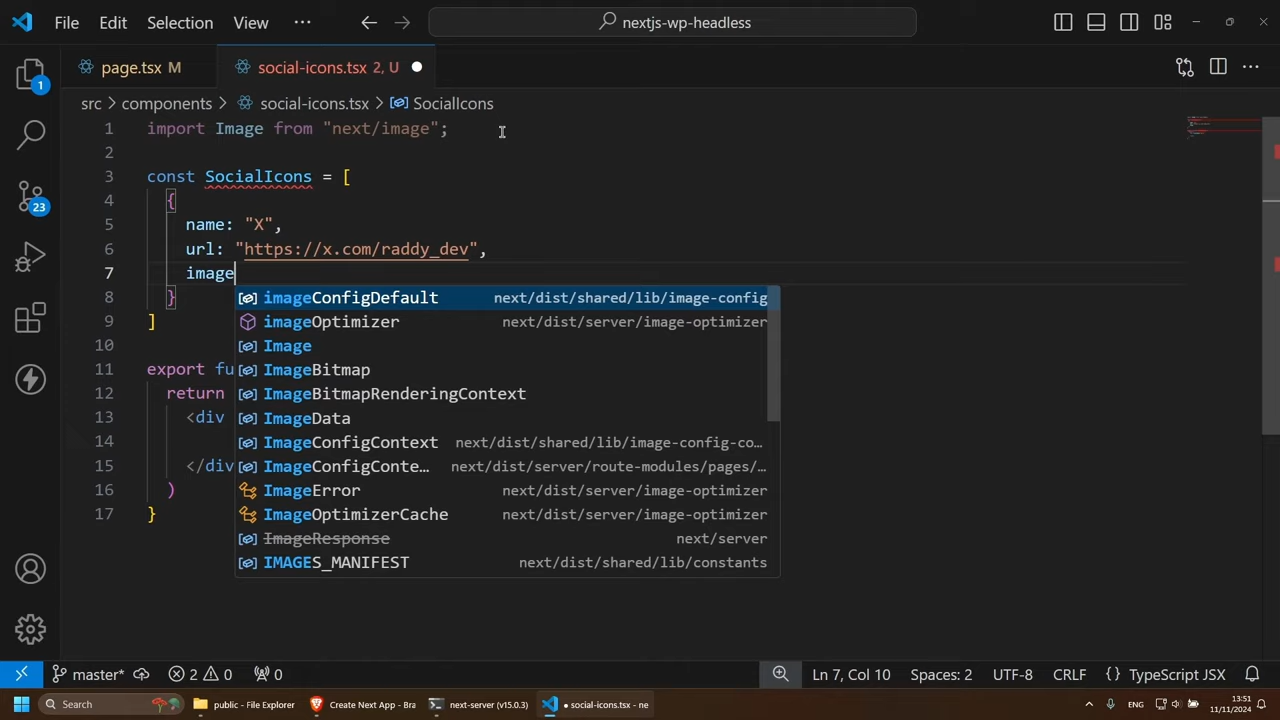 File Edit Selection View ··· nextjs-wp-headless
page.tsx M social-icons.tsx 2, U
src > components > social-icons.tsx > SocialIcons
1 import Image from "next/image";
2
3 const SocialIcons = [
4 {
5 name: "X",
6 url: "https://x.com/raddy_dev",
7 image
8 }
9 ]
10
11 export fu
12 return
13 <div
14
15 </div
16 )
17 }
imageConfigDefault next/dist/shared/lib/image-config
imageOptimizer next/dist/server/image-optimizer
Image
ImageBitmap
ImageBitmapRenderingContext
ImageData
ImageConfigContext next/dist/shared/lib/image-config-co…
ImageConfigConte… next/dist/server/route-modules/pages/…
ImageError next/dist/server/image-optimizer
ImageOptimizerCache next/dist/server/image-optimizer
ImageResponse next/server
IMAGES_MANIFEST next/dist/shared/lib/constants
1
23
master* 2 0 0 Ln 7, Col 10 Spaces: 2 UTF-8 CRLF {} TypeScript JSX
Search public - File Explorer Create Next App - Bra next-server (v15.0.3) ● social-icons.tsx - ne ENG 13:51
11/11/2024